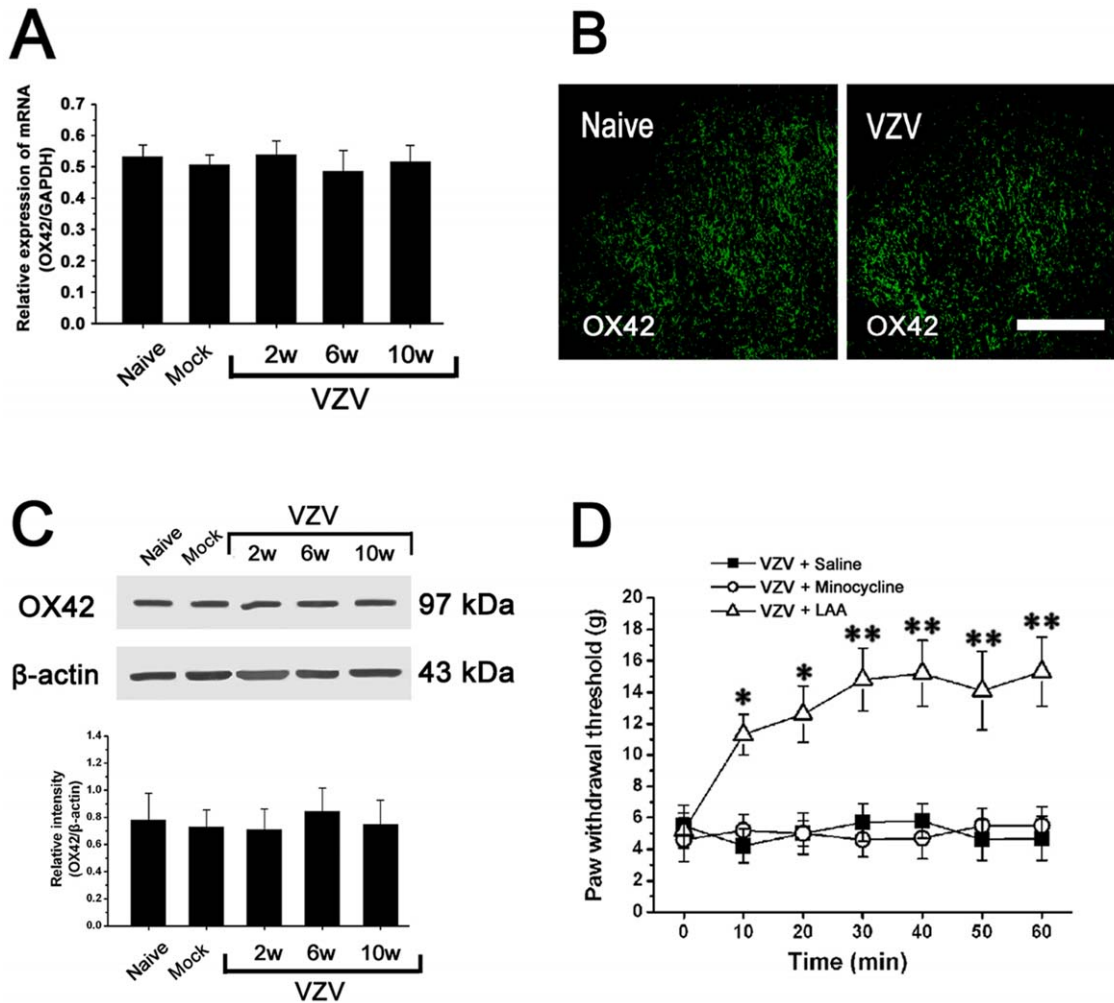 A
Relative expression of mRNA
(OX42/GAPDH)
0.7
0.6
0.5
0.4
0.3
0.2
0.1
0.0
Naive
Mock
2w
6w
10w
VZV
B
Naive
OX42
VZV
OX42
C
VZV
Naive
Mock
2w
6w
10w
OX42
97 kDa
β-actin
43 kDa
Relative intensity
(OX42/β-actin)
1.4
1.2
1.0
0.8
0.6
0.4
0.2
0.0
Naive
Mock
2w
6w
10w
VZV
D
VZV + Saline
VZV + Minocycline
VZV + LAA
Paw withdrawal threshold (g)
20
18
16
14
12
10
8
6
4
2
0
*
*
**
**
**
**
0
10
20
30
40
50
60
Time (min)